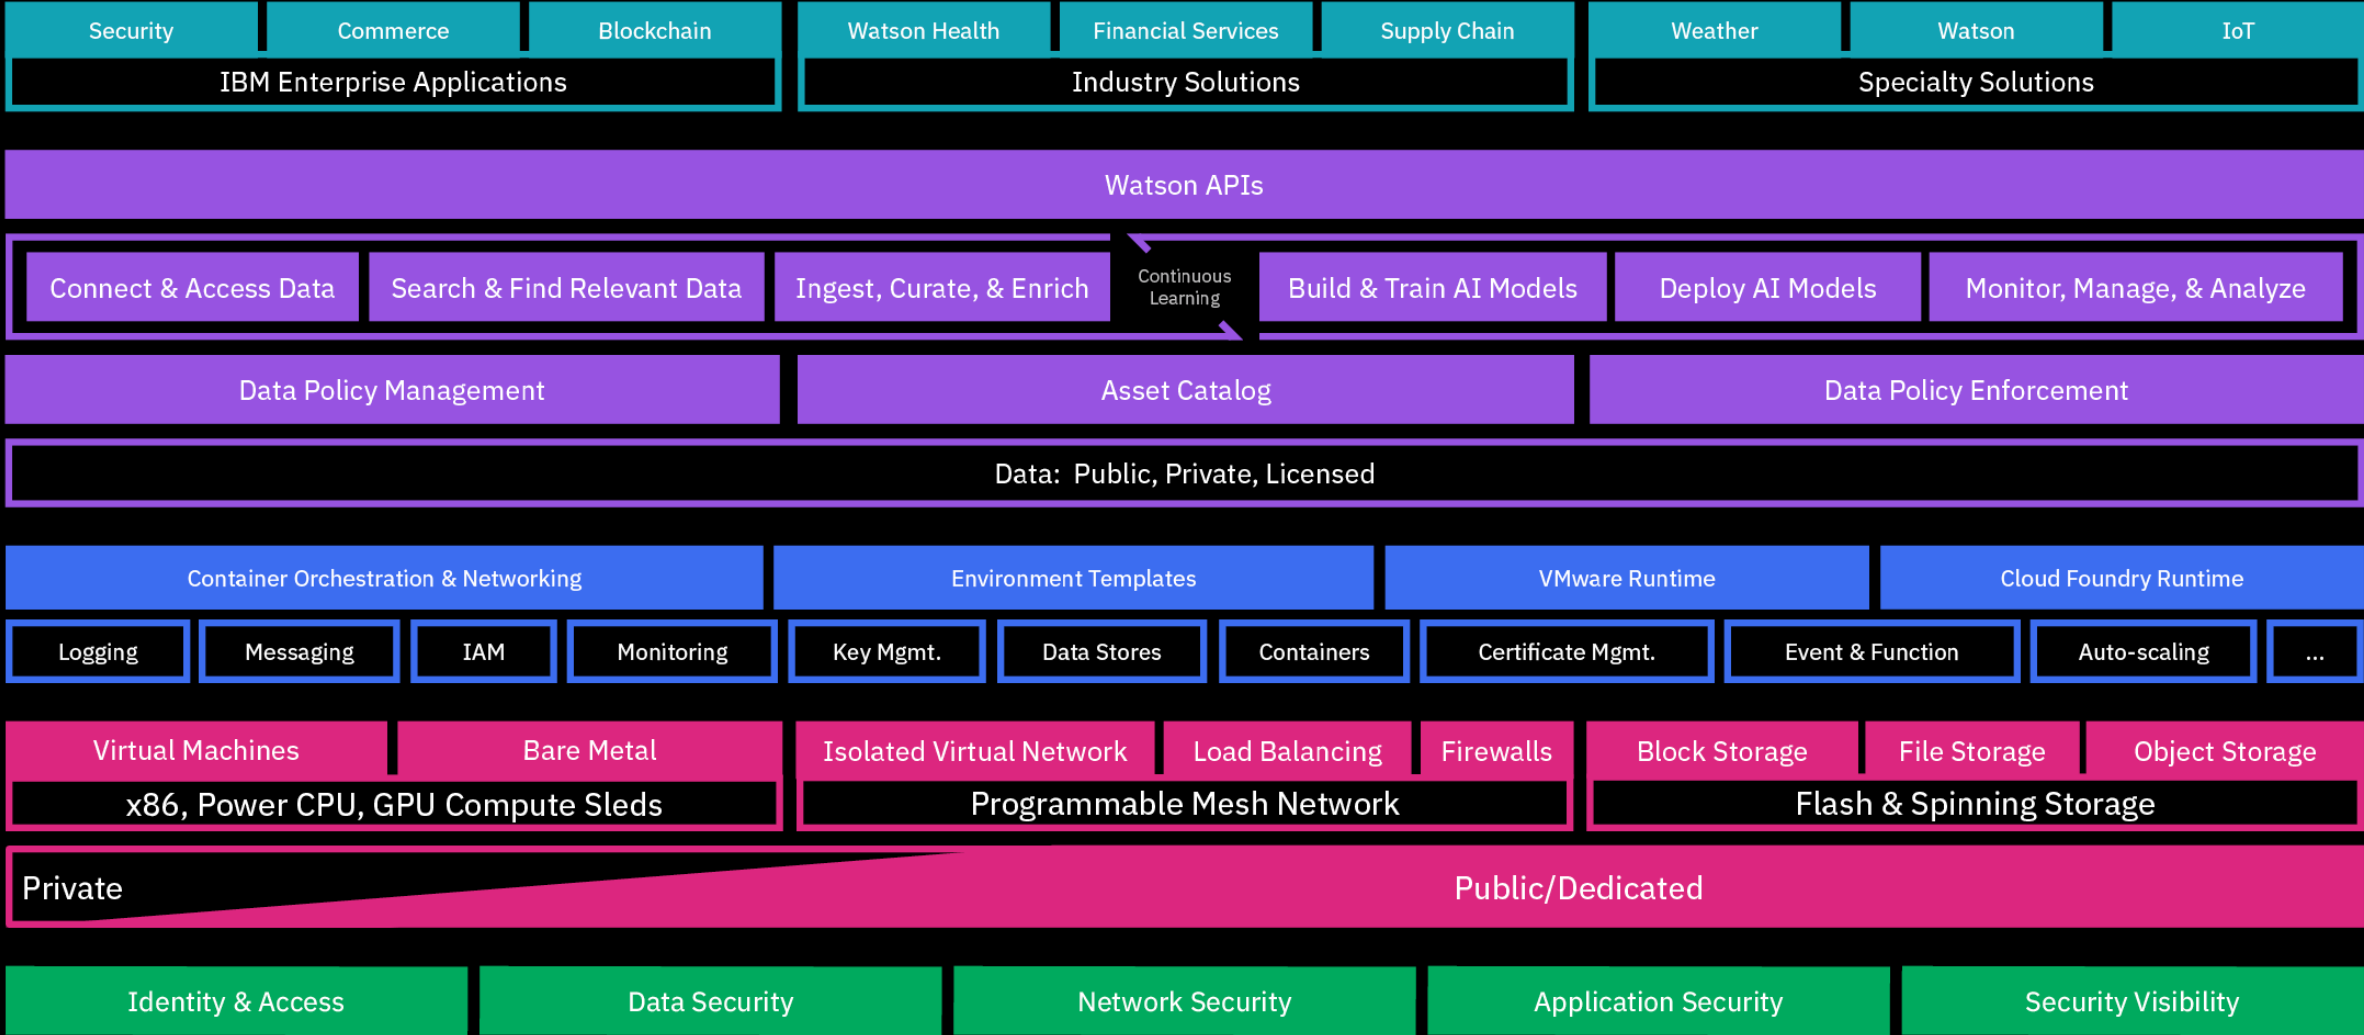 Security
Commerce
Blockchain
Watson Health
Financial Services
Supply Chain
Weather
Watson
IoT
IBM Enterprise Applications
Industry Solutions
Specialty Solutions
Watson APIs
Connect & Access Data
Search & Find Relevant Data
Ingest, Curate, & Enrich
Continuous
Learning
Build & Train AI Models
Deploy AI Models
Monitor, Manage, & Analyze
Data Policy Management
Asset Catalog
Data Policy Enforcement
Data: Public, Private, Licensed
Container Orchestration & Networking
Environment Templates
VMware Runtime
Cloud Foundry Runtime
Logging
Messaging
IAM
Monitoring
Key Mgmt.
Data Stores
Containers
Certificate Mgmt.
Event & Function
Auto-scaling
...
Virtual Machines
Bare Metal
Isolated Virtual Network
Load Balancing
Firewalls
Block Storage
File Storage
Object Storage
x86, Power CPU, GPU Compute Sleds
Programmable Mesh Network
Flash & Spinning Storage
Private
Public/Dedicated
Identity & Access
Data Security
Network Security
Application Security
Security Visibility